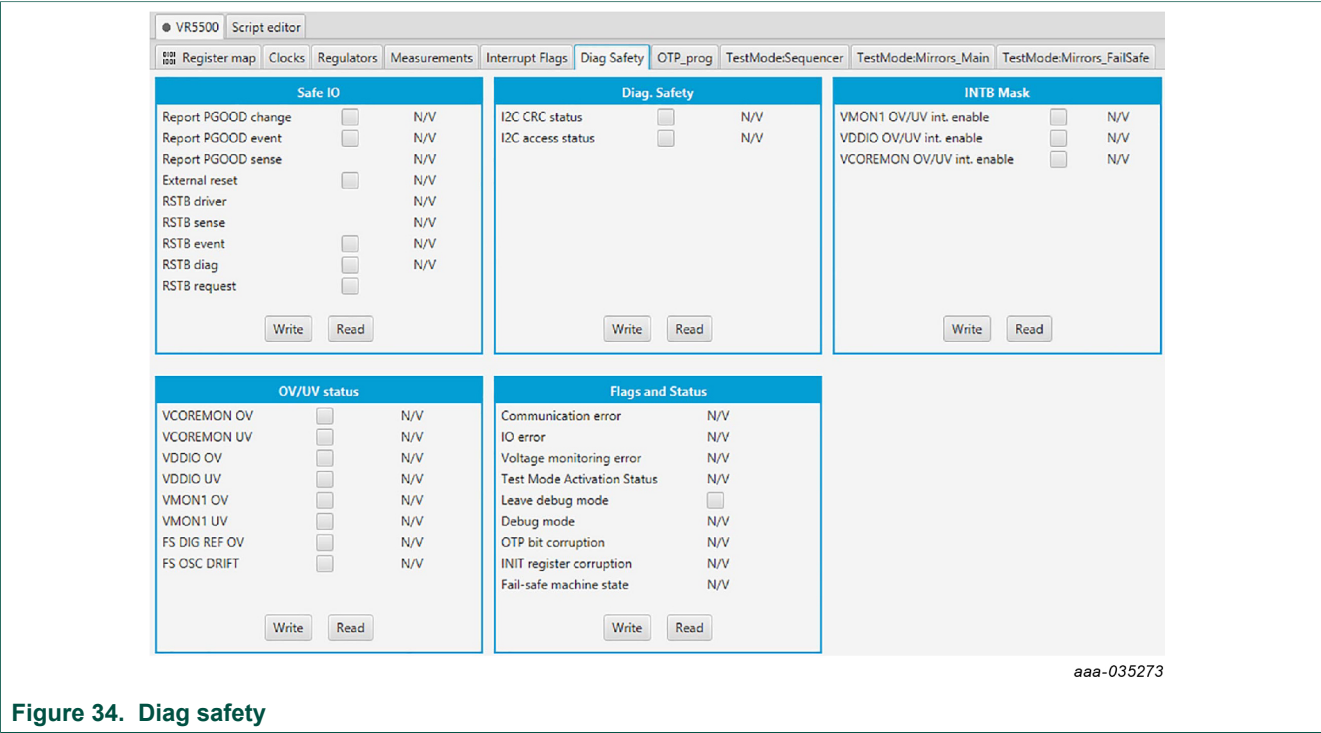 VR5500 Script editor
Register map Clocks Regulators Measurements Interrupt Flags Diag Safety OTP_prog TestMode:Sequencer TestMode:Mirrors_Main TestMode:Mirrors_FailSafe
Safe IO
Report PGOOD change N/V
Report PGOOD event N/V
Report PGOOD sense N/V
External reset N/V
RSTB driver N/V
RSTB sense N/V
RSTB event N/V
RSTB diag N/V
RSTB request
Write Read
Diag. Safety
I2C CRC status N/V
I2C access status N/V
Write Read
INTB Mask
VMON1 OV/UV int. enable N/V
VDDIO OV/UV int. enable N/V
VCOREMON OV/UV int. enable N/V
Write Read
OV/UV status
VCOREMON OV N/V
VCOREMON UV N/V
VDDIO OV N/V
VDDIO UV N/V
VMON1 OV N/V
VMON1 UV N/V
FS DIG REF OV N/V
FS OSC DRIFT N/V
Write Read
Flags and Status
Communication error N/V
IO error N/V
Voltage monitoring error N/V
Test Mode Activation Status N/V
Leave debug mode
Debug mode N/V
OTP bit corruption N/V
INIT register corruption N/V
Fail-safe machine state N/V
Write Read
aaa-035273
Figure 34. Diag safety